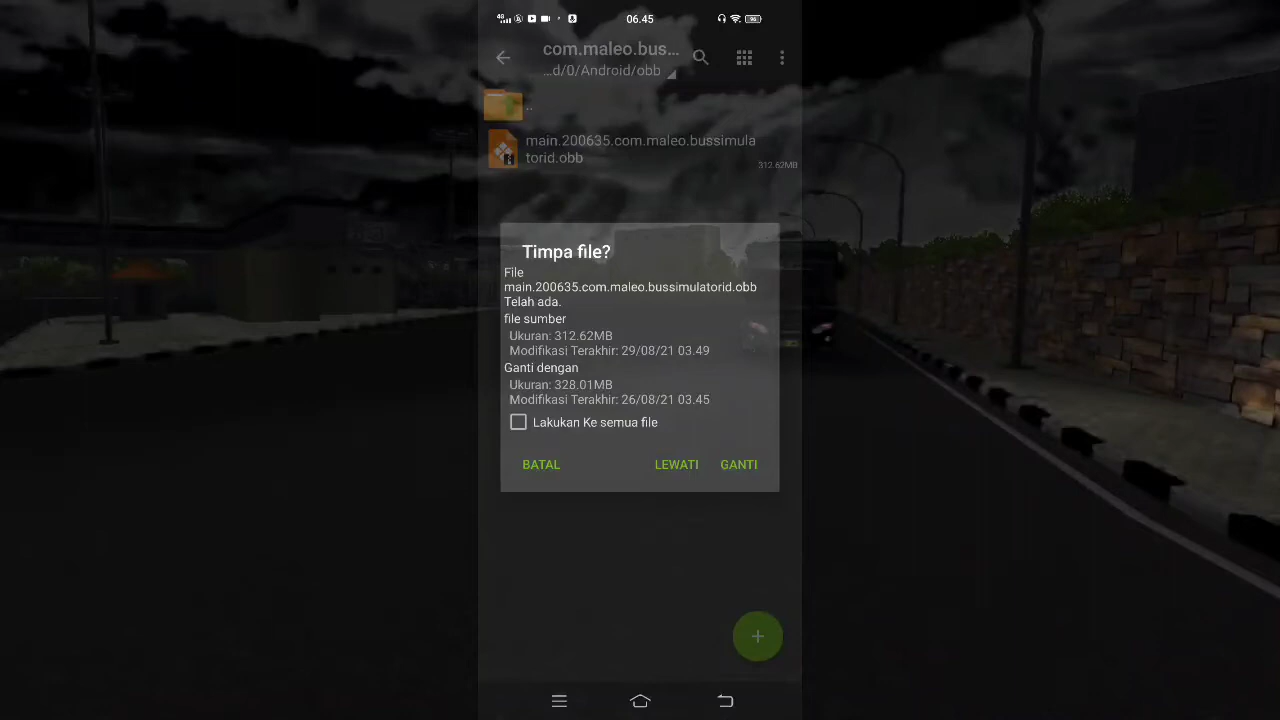 4G
06.45
96
com.maleo.bus...
...d/0/Android/obb
..
main.200635.com.maleo.bussimula
torid.obb
312.62MB
Timpa file?
File
main.200635.com.maleo.bussimulatorid.obb
Telah ada.
file sumber
Ukuran: 312.62MB
Modifikasi Terakhir: 29/08/21 03.49
Ganti dengan
Ukuran: 328.01MB
Modifikasi Terakhir: 26/08/21 03.45
Lakukan Ke semua file
BATAL
LEWATI
GANTI